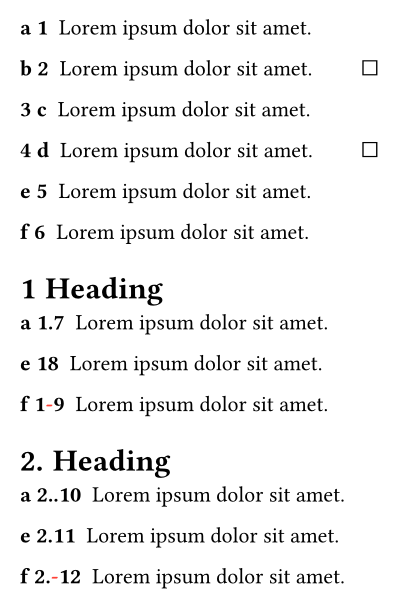 a 1 Lorem ipsum dolor sit amet.
b 2 Lorem ipsum dolor sit amet. □
3 c Lorem ipsum dolor sit amet.
4 d Lorem ipsum dolor sit amet. □
e 5 Lorem ipsum dolor sit amet.
f 6 Lorem ipsum dolor sit amet.
1 Heading
a 1.7 Lorem ipsum dolor sit amet.
e 18 Lorem ipsum dolor sit amet.
f 1-9 Lorem ipsum dolor sit amet.
2. Heading
a 2..10 Lorem ipsum dolor sit amet.
e 2.11 Lorem ipsum dolor sit amet.
f 2.-12 Lorem ipsum dolor sit amet.